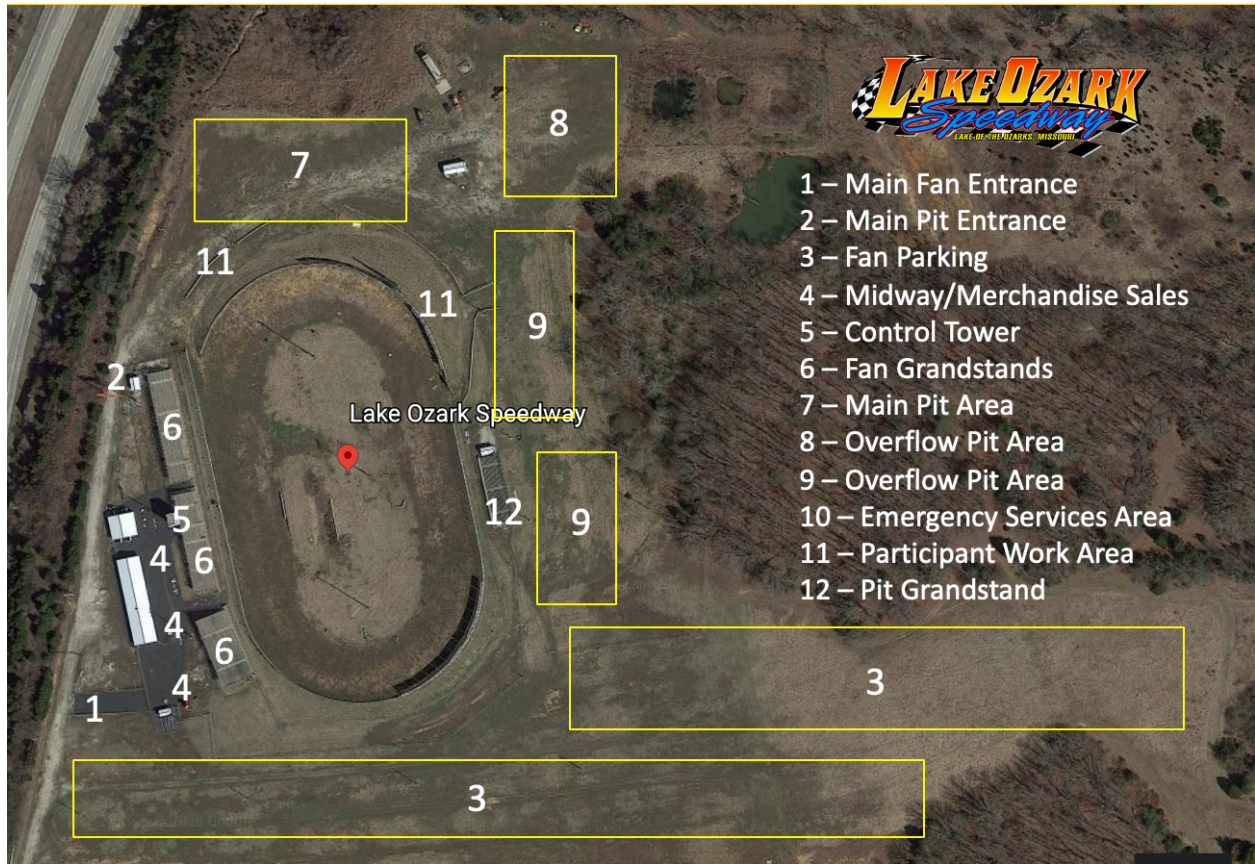 LAKE OZARK
Speedway
LAKE OF THE OZARKS, MISSOURI
1 – Main Fan Entrance
2 – Main Pit Entrance
3 – Fan Parking
4 – Midway/Merchandise Sales
5 – Control Tower
6 – Fan Grandstands
7 – Main Pit Area
8 – Overflow Pit Area
9 – Overflow Pit Area
10 – Emergency Services Area
11 – Participant Work Area
12 – Pit Grandstand
8
7
11
11
9
2
6
Lake Ozark Speedway
5
12
9
4
6
4
6
3
4
1
3